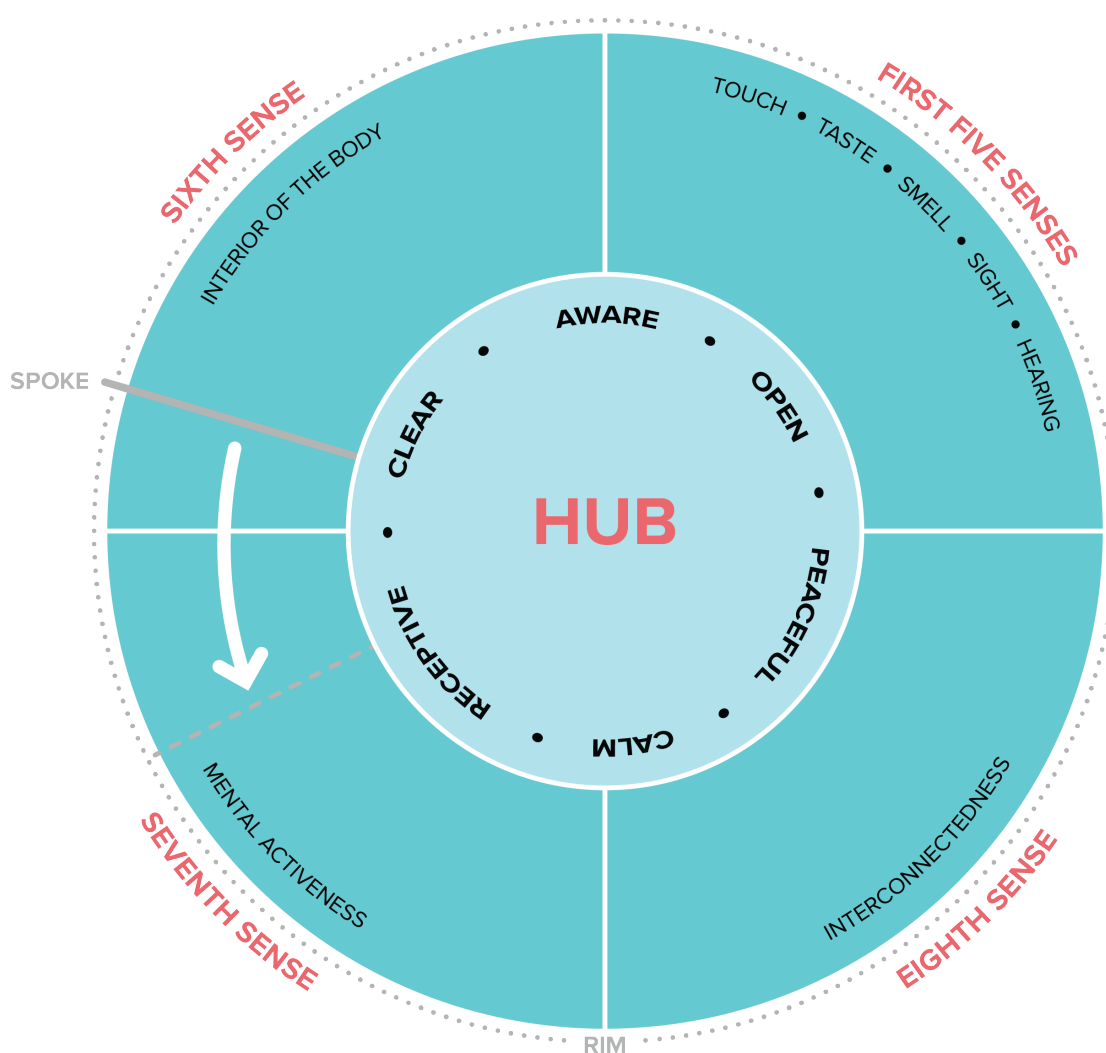 SIXTH SENSE
INTERIOR OF THE BODY
FIRST FIVE SENSES
TOUCH • TASTE • SMELL • SIGHT • HEARING
SPOKE
AWARE • OPEN • PEACEFUL • CALM • RECEPTIVE • CLEAR •
HUB
MENTAL ACTIVENESS
SEVENTH SENSE
INTERCONNECTEDNESS
EIGHTH SENSE
RIM